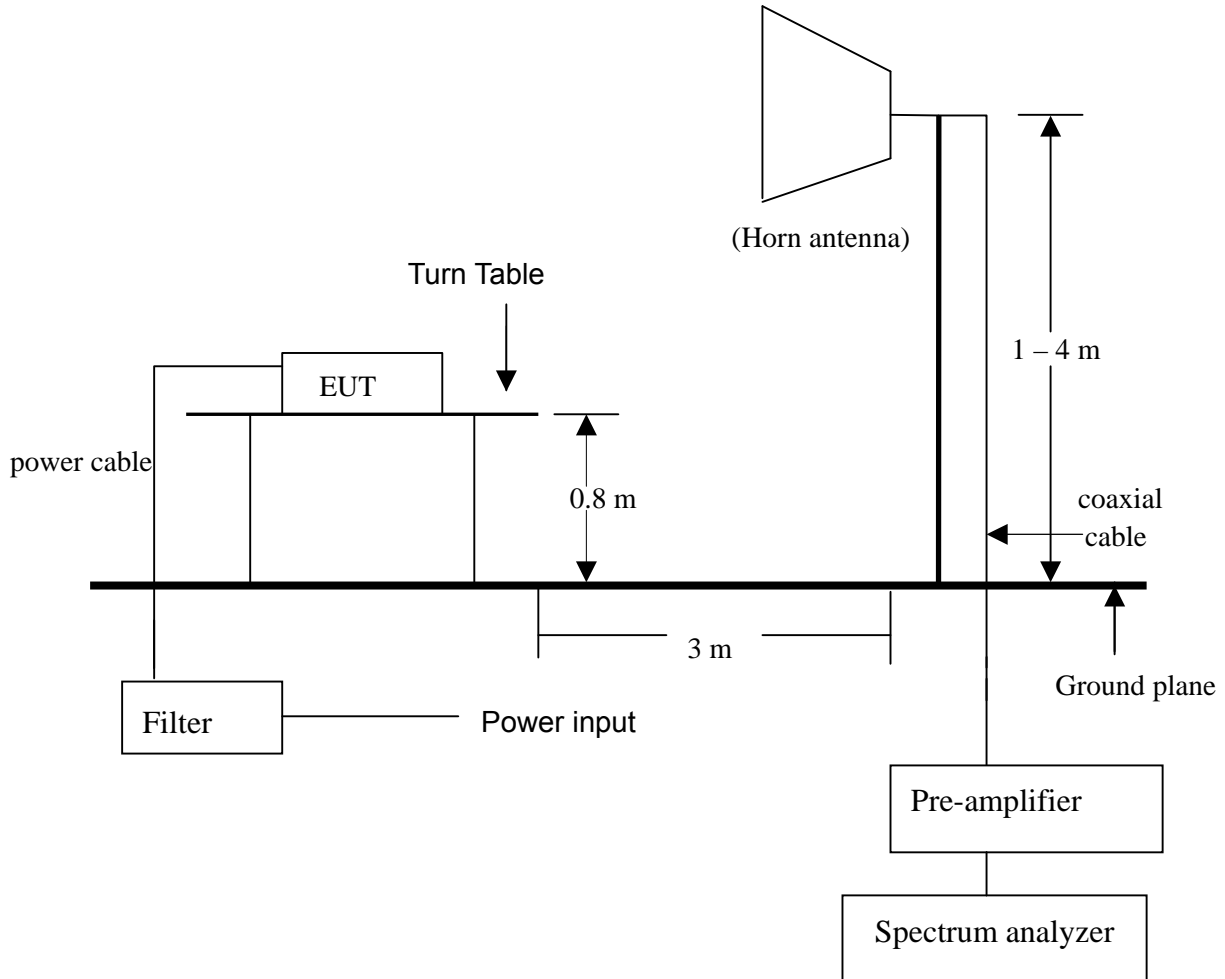 (Horn antenna)
Turn Table
1 – 4 m
EUT
power cable
0.8 m
coaxial
cable
3 m
Ground plane
Filter
Power input
Pre-amplifier
Spectrum analyzer